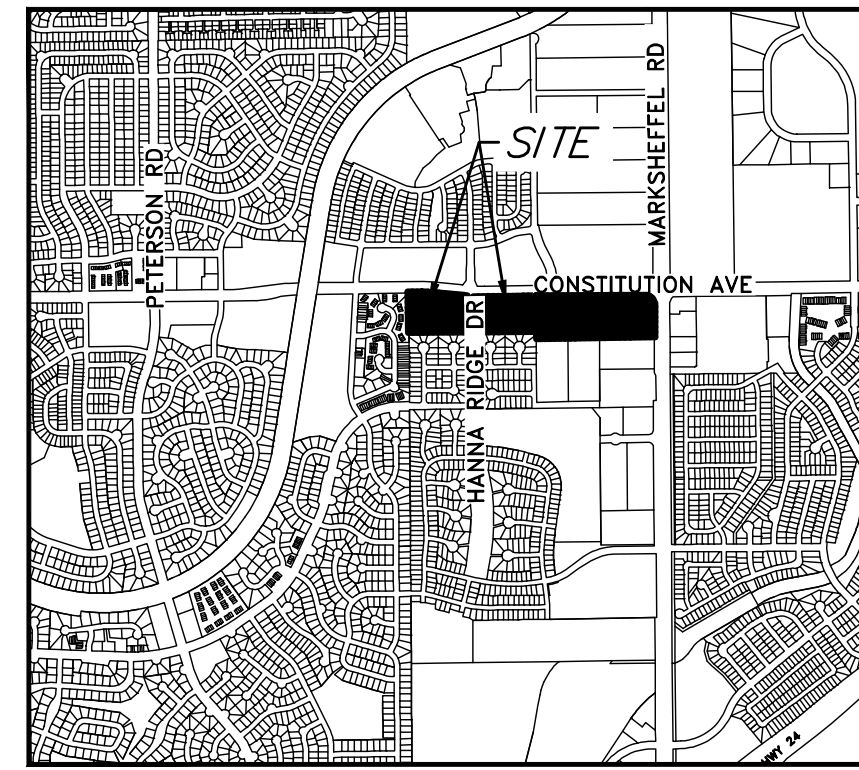 MARKSHEFFEL RD
SITE
PETERSON RD
CONSTITUTION AVE
HANNA RIDGE DR
HWY 24